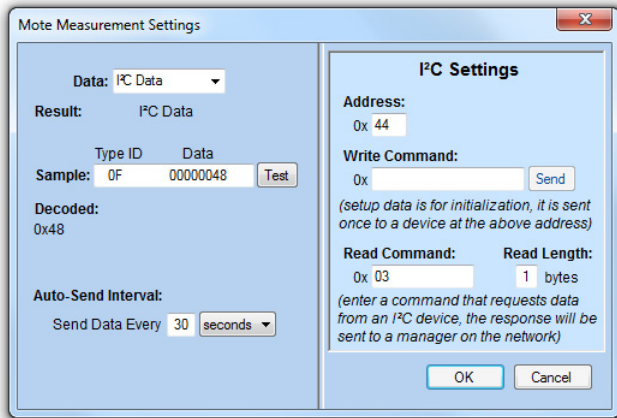 Mote Measurement Settings
Data: I²C Data
Result: I²C Data
Type ID Data
Sample: 0F 00000048 Test
Decoded:
0x48
Auto-Send Interval:
Send Data Every 30 seconds
I²C Settings
Address:
0x 44
Write Command:
0x Send
(setup data is for initialization, it is sent
once to a device at the above address)
Read Command: Read Length:
0x 03 1 bytes
(enter a command that requests data
from an I²C device, the response will be
sent to a manager on the network)
OK Cancel